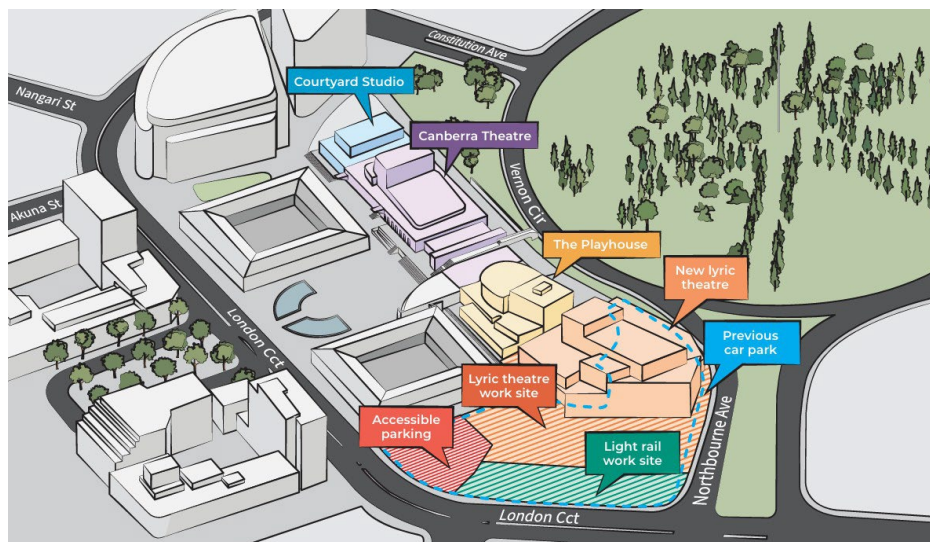 Constitution Ave
Courtyard Studio
Nangari St
Canberra Theatre
Vernon Cir
Akuna St
The Playhouse
New lyric
theatre
Previous
car park
London Cct
Lyric theatre
work site
Accessible
parking
Light rail
work site
Northbourne Ave
London Cct